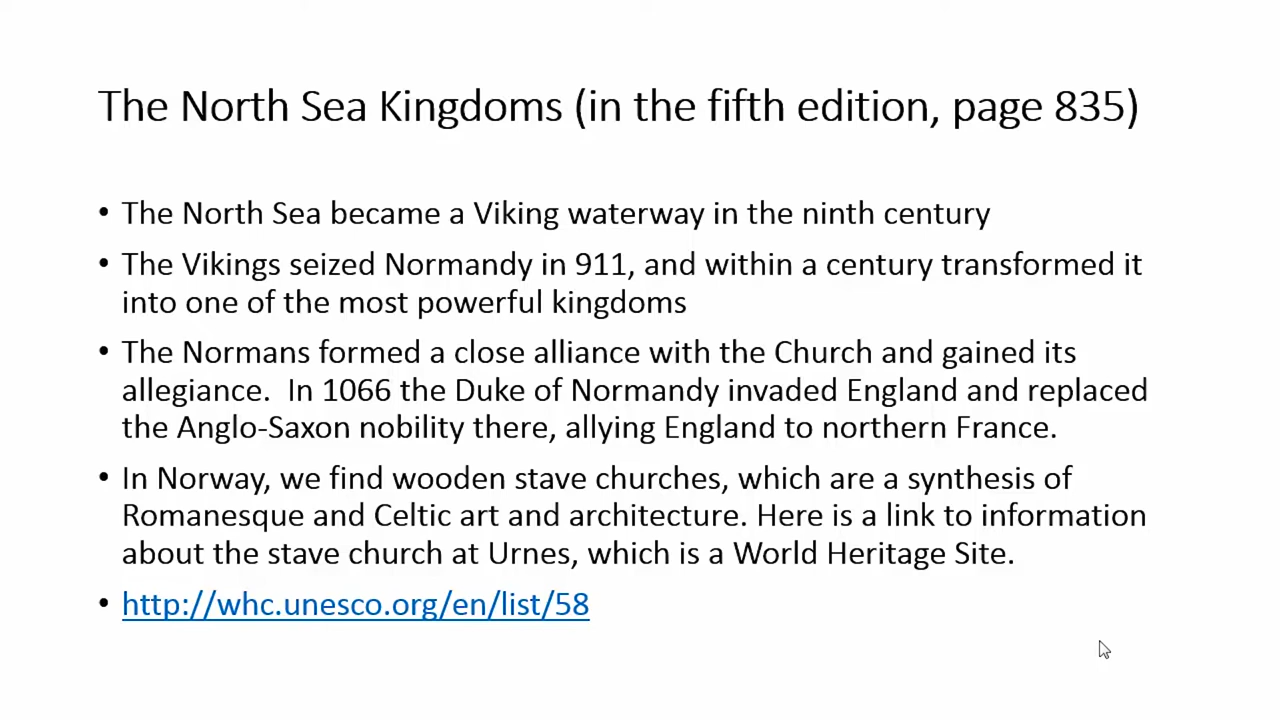 The North Sea Kingdoms (in the fifth edition, page 835)
• The North Sea became a Viking waterway in the ninth century
• The Vikings seized Normandy in 911, and within a century transformed it
into one of the most powerful kingdoms
• The Normans formed a close alliance with the Church and gained its
allegiance.  In 1066 the Duke of Normandy invaded England and replaced
the Anglo-Saxon nobility there, allying England to northern France.
• In Norway, we find wooden stave churches, which are a synthesis of
Romanesque and Celtic art and architecture. Here is a link to information
about the stave church at Urnes, which is a World Heritage Site.
• http://whc.unesco.org/en/list/58